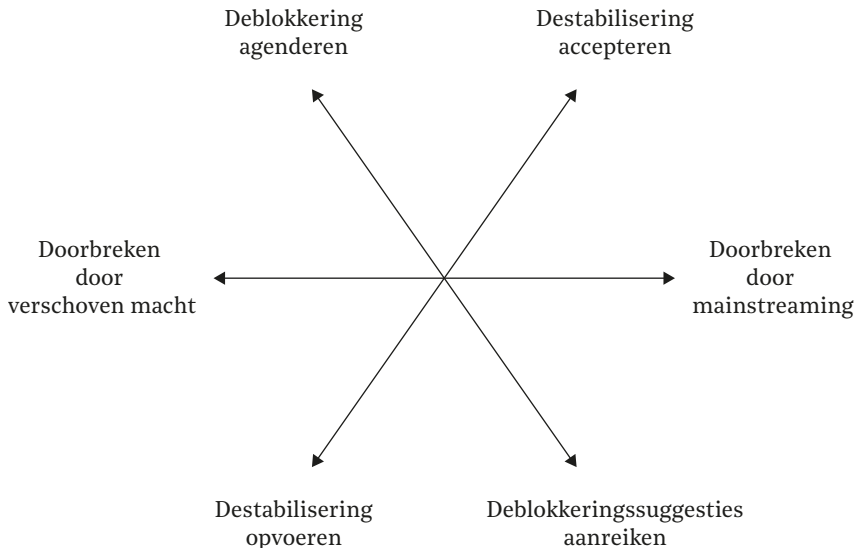 Deblokkering
agenderen
Destabilisering
accepteren
Doorbreken
door
verschoven macht
Doorbreken
door
mainstreaming
Destabilisering
opvoeren
Deblokkeringssuggesties
aanreiken